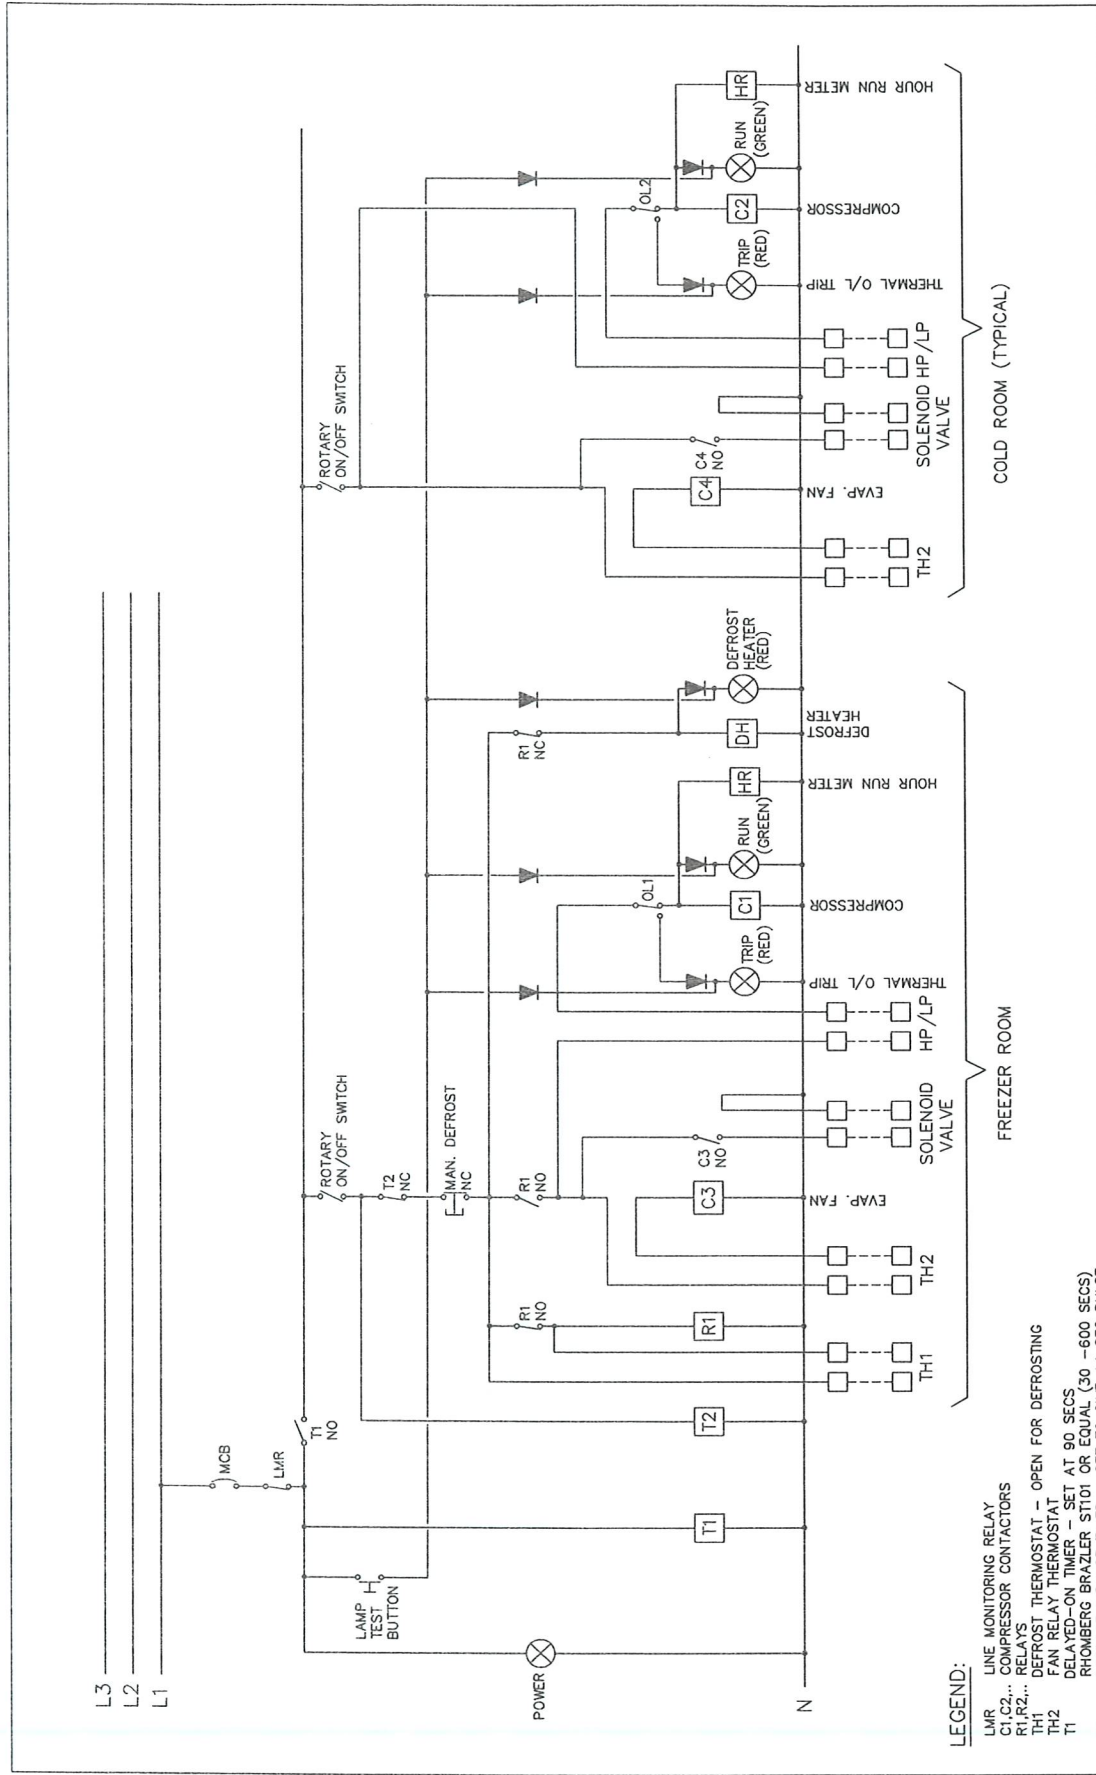 L3
L2
L1
MCB
LMR
T1
NO
LAMP
TEST
BUTTON
POWER
N
T1
T2
ROTARY
ON/OFF SWITCH
T2
NC
MAN. DEFROST
NC
R1
NO
R1
NO
R1
TH1
TH2
C3
EVAP. FAN
C3
NO
SOLENOID
VALVE
HP/LP
TRIP
(RED)
THERMAL O/L TRIP
OL1
C1
COMPRESSOR
RUN
(GREEN)
HR
HOUR RUN METER
R1
NC
DH
DEFROST
HEATER
DEFROST
HEATER
(RED)
FREEZER ROOM
ROTARY
ON/OFF SWITCH
TH2
C4
EVAP. FAN
C4
NO
SOLENOID
VALVE
HP/LP
TRIP
(RED)
THERMAL O/L TRIP
OL2
C2
COMPRESSOR
RUN
(GREEN)
HR
HOUR RUN METER
COLD ROOM (TYPICAL)
LEGEND:
LMR LINE MONITORING RELAY
C1,C2,.. COMPRESSOR CONTACTORS
R1,R2,.. RELAYS
TH1 DEFROST THERMOSTAT - OPEN FOR DEFROSTING
TH2 FAN RELAY THERMOSTAT
T1 DELAYED-ON TIMER - SET AT 90 SECS
RHOMBERG BRAZLER ST101 OR EQUAL (30 -600 SECS)